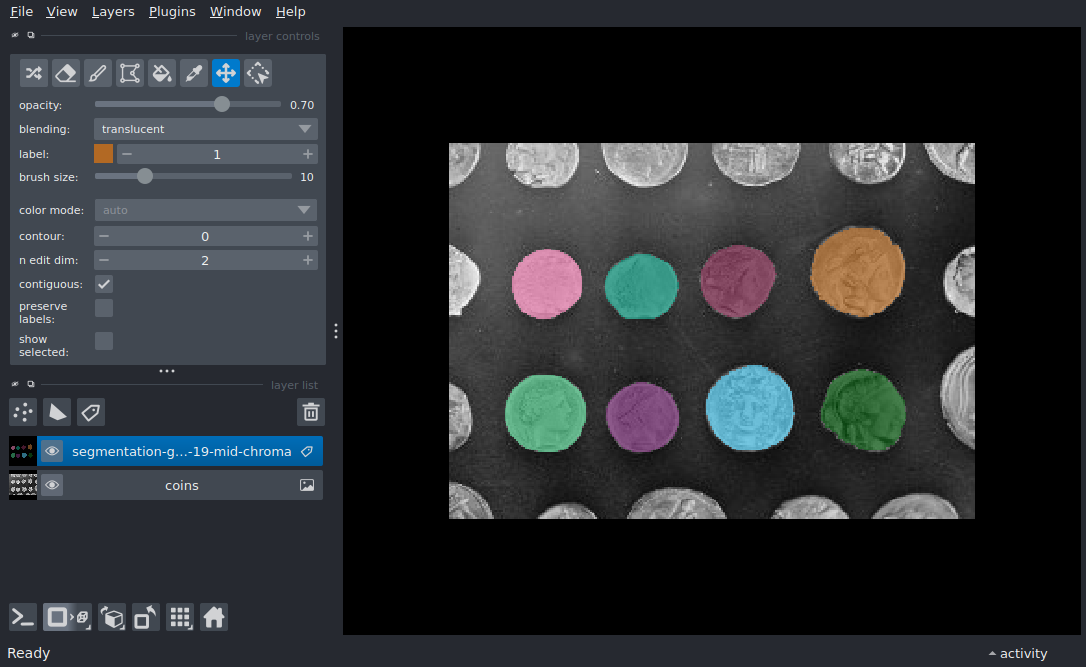 File View Layers Plugins Window Help
layer controls
opacity: 0.70
blending: translucent
label: 1
brush size: 10
color mode: auto
contour: 0
n edit dim: 2
contiguous:
preserve
labels:
show
selected:
layer list
segmentation-g...-19-mid-chroma
coins
Ready
activity